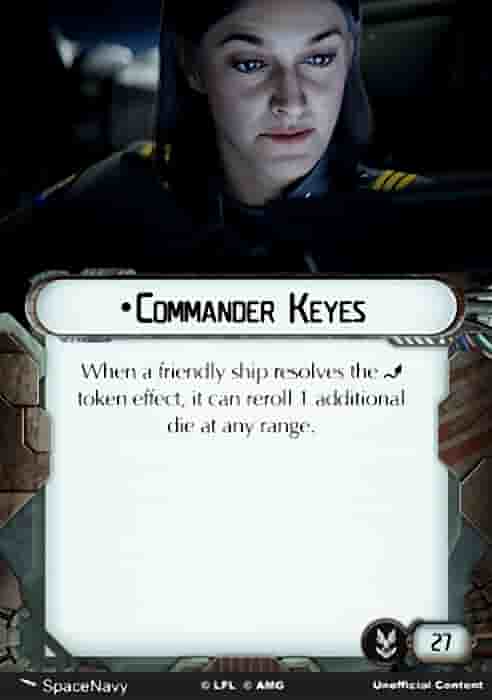 •Commander Keyes
When a friendly ship resolves the
token effect, it can reroll 1 additional
die at any range.
27
SpaceNavy
© LFL © AMG
Unofficial Content